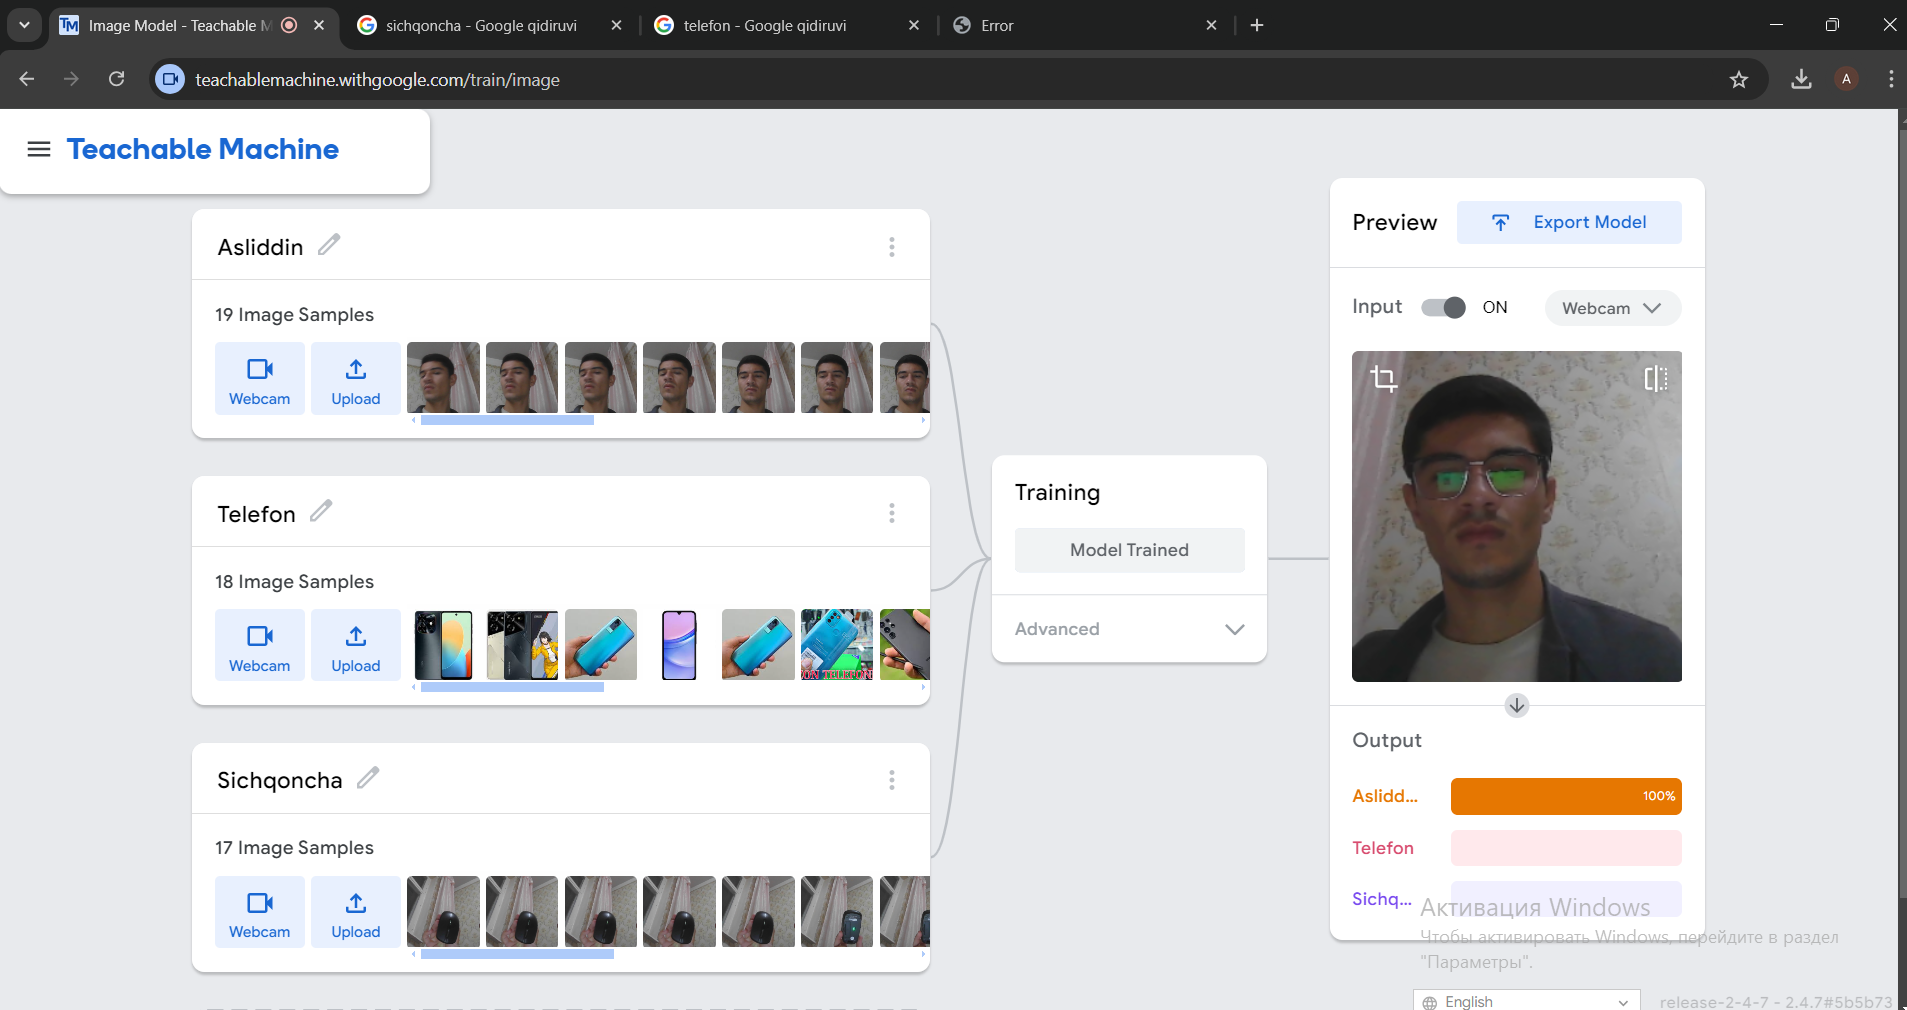 Image Model - Teachable M
sichqoncha - Google qidiruvi
telefon - Google qidiruvi
Error
teachablemachine.withgoogle.com/train/image
A
Teachable Machine
Asliddin
19 Image Samples
Webcam
Upload
Telefon
18 Image Samples
Webcam
Upload
Sichqoncha
17 Image Samples
Webcam
Upload
Training
Model Trained
Advanced
Preview
Export Model
Input
ON
Webcam
Output
Aslidd...
100%
Telefon
Sichq...
Активация Windows
Чтобы активировать Windows, перейдите в раздел
"Параметры".
English
release-2-4-7 - 2.4.7#5b5b73